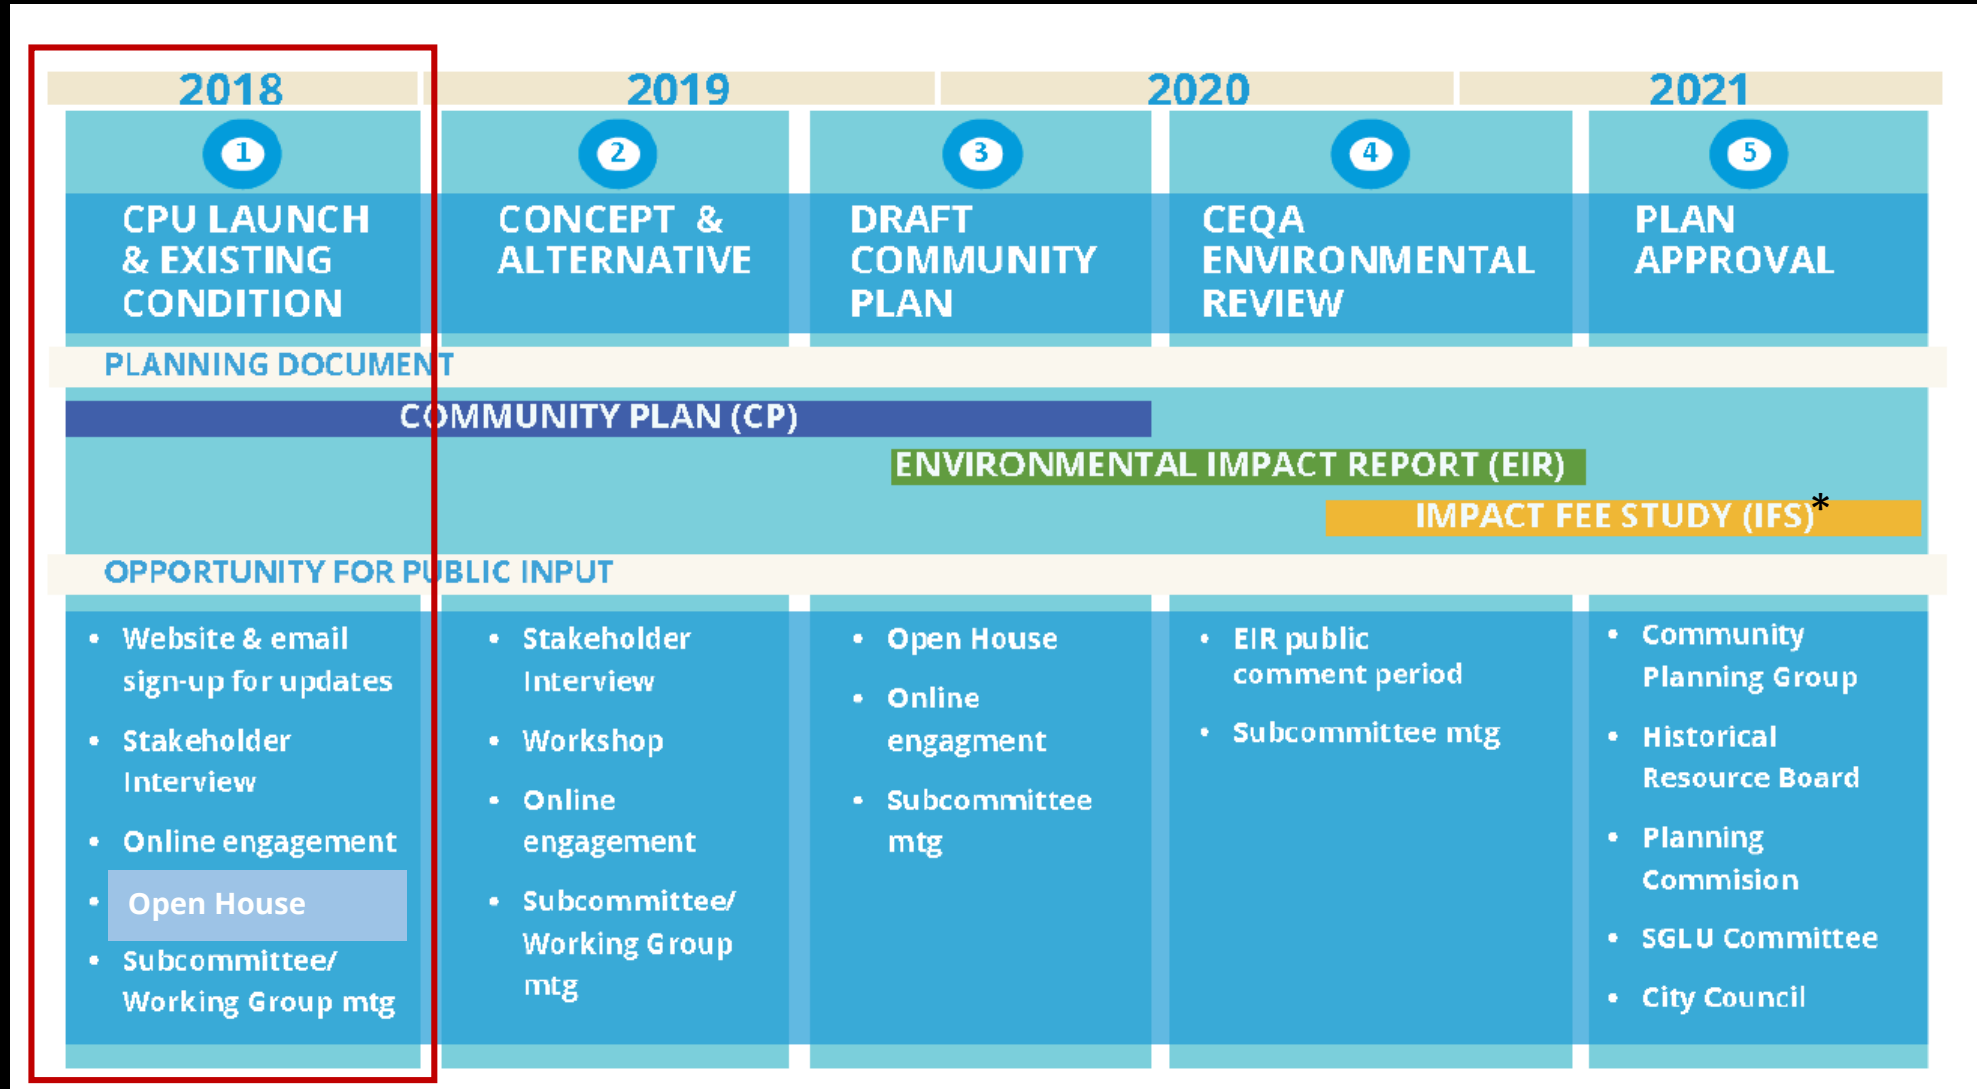 2018
2019
2020
2021
1
2
3
4
5
CPU LAUNCH
& EXISTING
CONDITION
CONCEPT &
ALTERNATIVE
DRAFT
COMMUNITY
PLAN
CEQA
ENVIRONMENTAL
REVIEW
PLAN
APPROVAL
PLANNING DOCUMENT
COMMUNITY PLAN (CP)
ENVIRONMENTAL IMPACT REPORT (EIR)
IMPACT FEE STUDY (IFS)*
OPPORTUNITY FOR PUBLIC INPUT
• Website & email
sign-up for updates
• Stakeholder
Interview
• Online engagement
• Open House
• Subcommittee/
Working Group mtg
• Stakeholder
Interview
• Workshop
• Online
engagement
• Subcommittee/
Working Group
mtg
• Open House
• Online
engagment
• Subcommittee
mtg
• EIR public
comment period
• Subcommittee mtg
• Community
Planning Group
• Historical
Resource Board
• Planning
Commision
• SGLU Committee
• City Council